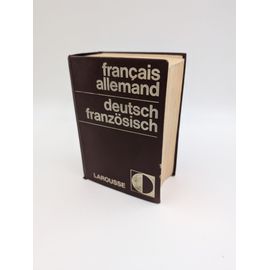 français
allemand
deutsch
französisch
LAROUSSE